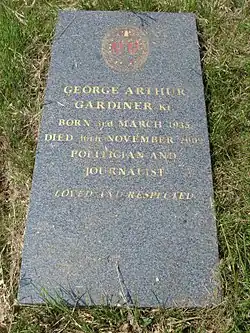 GEORGE ARTHUR
GARDINER Kt
BORN 3rd MARCH 1935
DIED 16th NOVEMBER 2002
POLITICIAN AND
JOURNALIST
LOVED AND RESPECTED